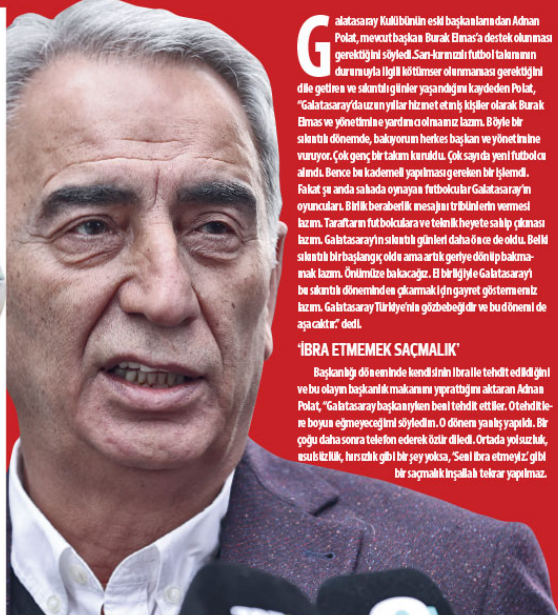 Galatasaray Kulübünün eski başkanlarından Adnan
Polat, mevcut başkan Burak Elmas'a destek olunması
gerektiğini söyledi. Sarı-kırmızılı futbol takımının
durumuyla ilgili kötümser olunmaması gerektiğini
dile getiren ve sıkıntılı günler yaşandığını kaydeden Polat,
"Galatasaray'da uzun yıllar hizmet etmiş kişiler olarak Burak
Elmas ve yönetimine yardımcı olmamız lazım. Böyle bir
sıkıntılı dönemde, bakıyorum herkes başkan ve yönetimine
vuruyor. Çok genç bir takım kuruldu. Çok sayıda yeni futbolcu
alındı. Bence bu kademeli yapılması gereken bir işlemdi.
Fakat şu anda sahada oynayan futbolcular Galatasaray'ın
oyuncuları. Birlik beraberlik mesajını tribünlerin vermesi
lazım. Taraftarın futbolculara ve teknik heyete sahip çıkması
lazım. Galatasaray'ın sıkıntılı günleri daha önce de oldu. Belki
sıkıntılı bir başlangıç oldu ama artık geriye dönüp bakma-
mak lazım. Önümüze bakacağız. El birliğiyle Galatasaray'ı
bu sıkıntılı döneminden çıkarmak için gayret göstermemiz
lazım. Galatasaray Türkiye'nin gözbebeğidir ve bu dönemi de
aşacaktır." dedi.
'İBRA ETMEMEK SAÇMALIK'
Başkanlığı döneminde kendisinin ibra ile tehdit edildiğini
ve bu olayın başkanlık makamını yıprattığını aktaran Adnan
Polat, "Galatasaray başkanıyken beni tehdit ettiler. O tehditle-
re boyun eğmeyeceğimi söyledim. O dönem yanlış yapıldı. Bir
çoğu daha sonra telefon ederek özür diledi. Ortada yolsuzluk,
usulsüzlük, hırsızlık gibi bir şey yoksa, 'Seni ibra etmeyiz.' gibi
bir saçmalık inşallah tekrar yapılmaz.